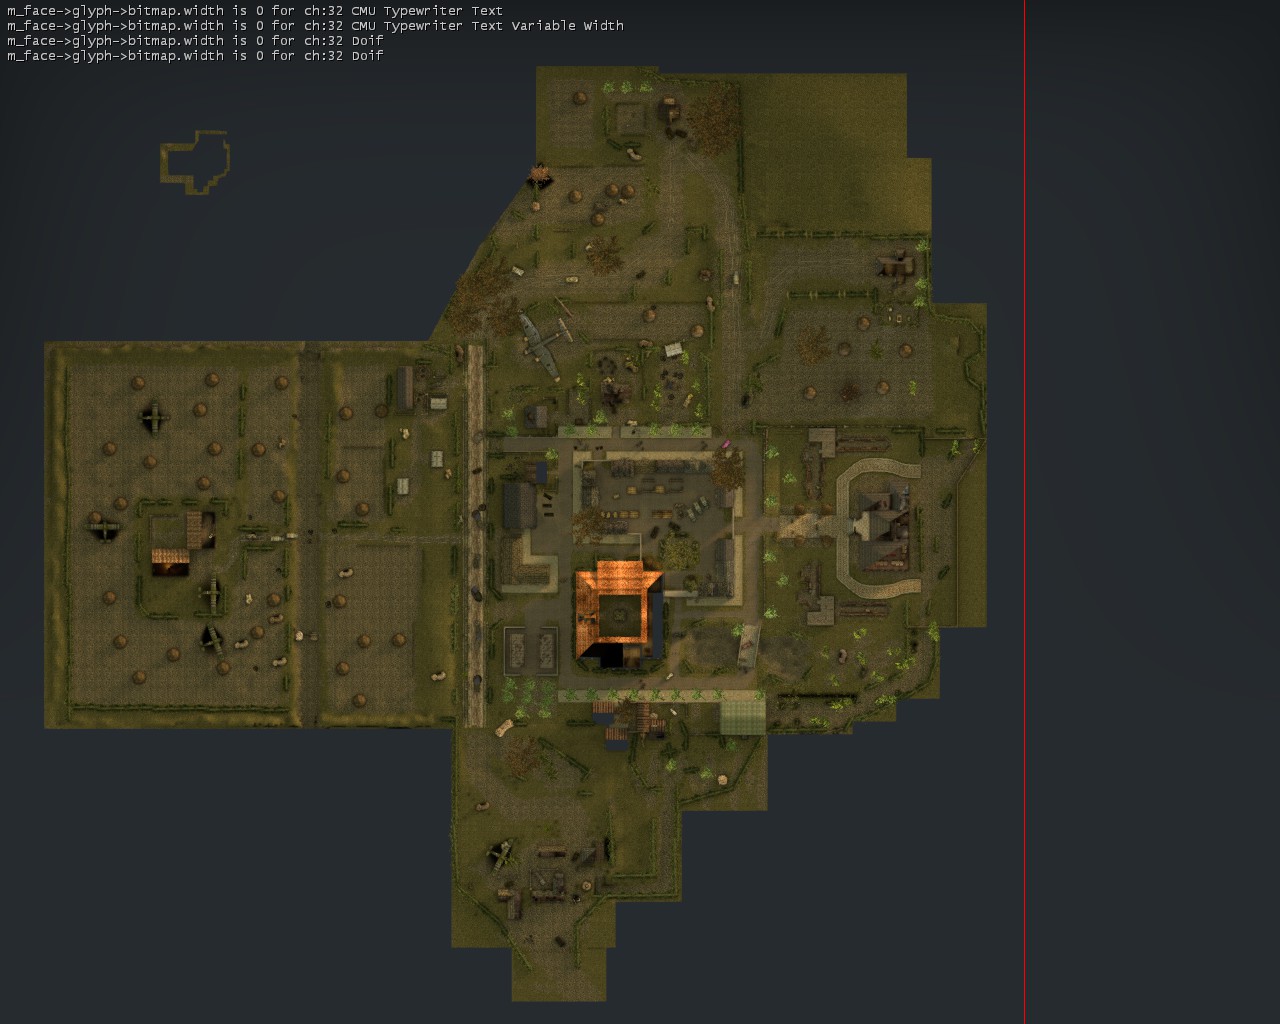 m_face->glyph->bitmap.width is 0 for ch:32 CMU Typewriter Text
m_face->glyph->bitmap.width is 0 for ch:32 CMU Typewriter Text Variable Width
m_face->glyph->bitmap.width is 0 for ch:32 Doif
m_face->glyph->bitmap.width is 0 for ch:32 Doif